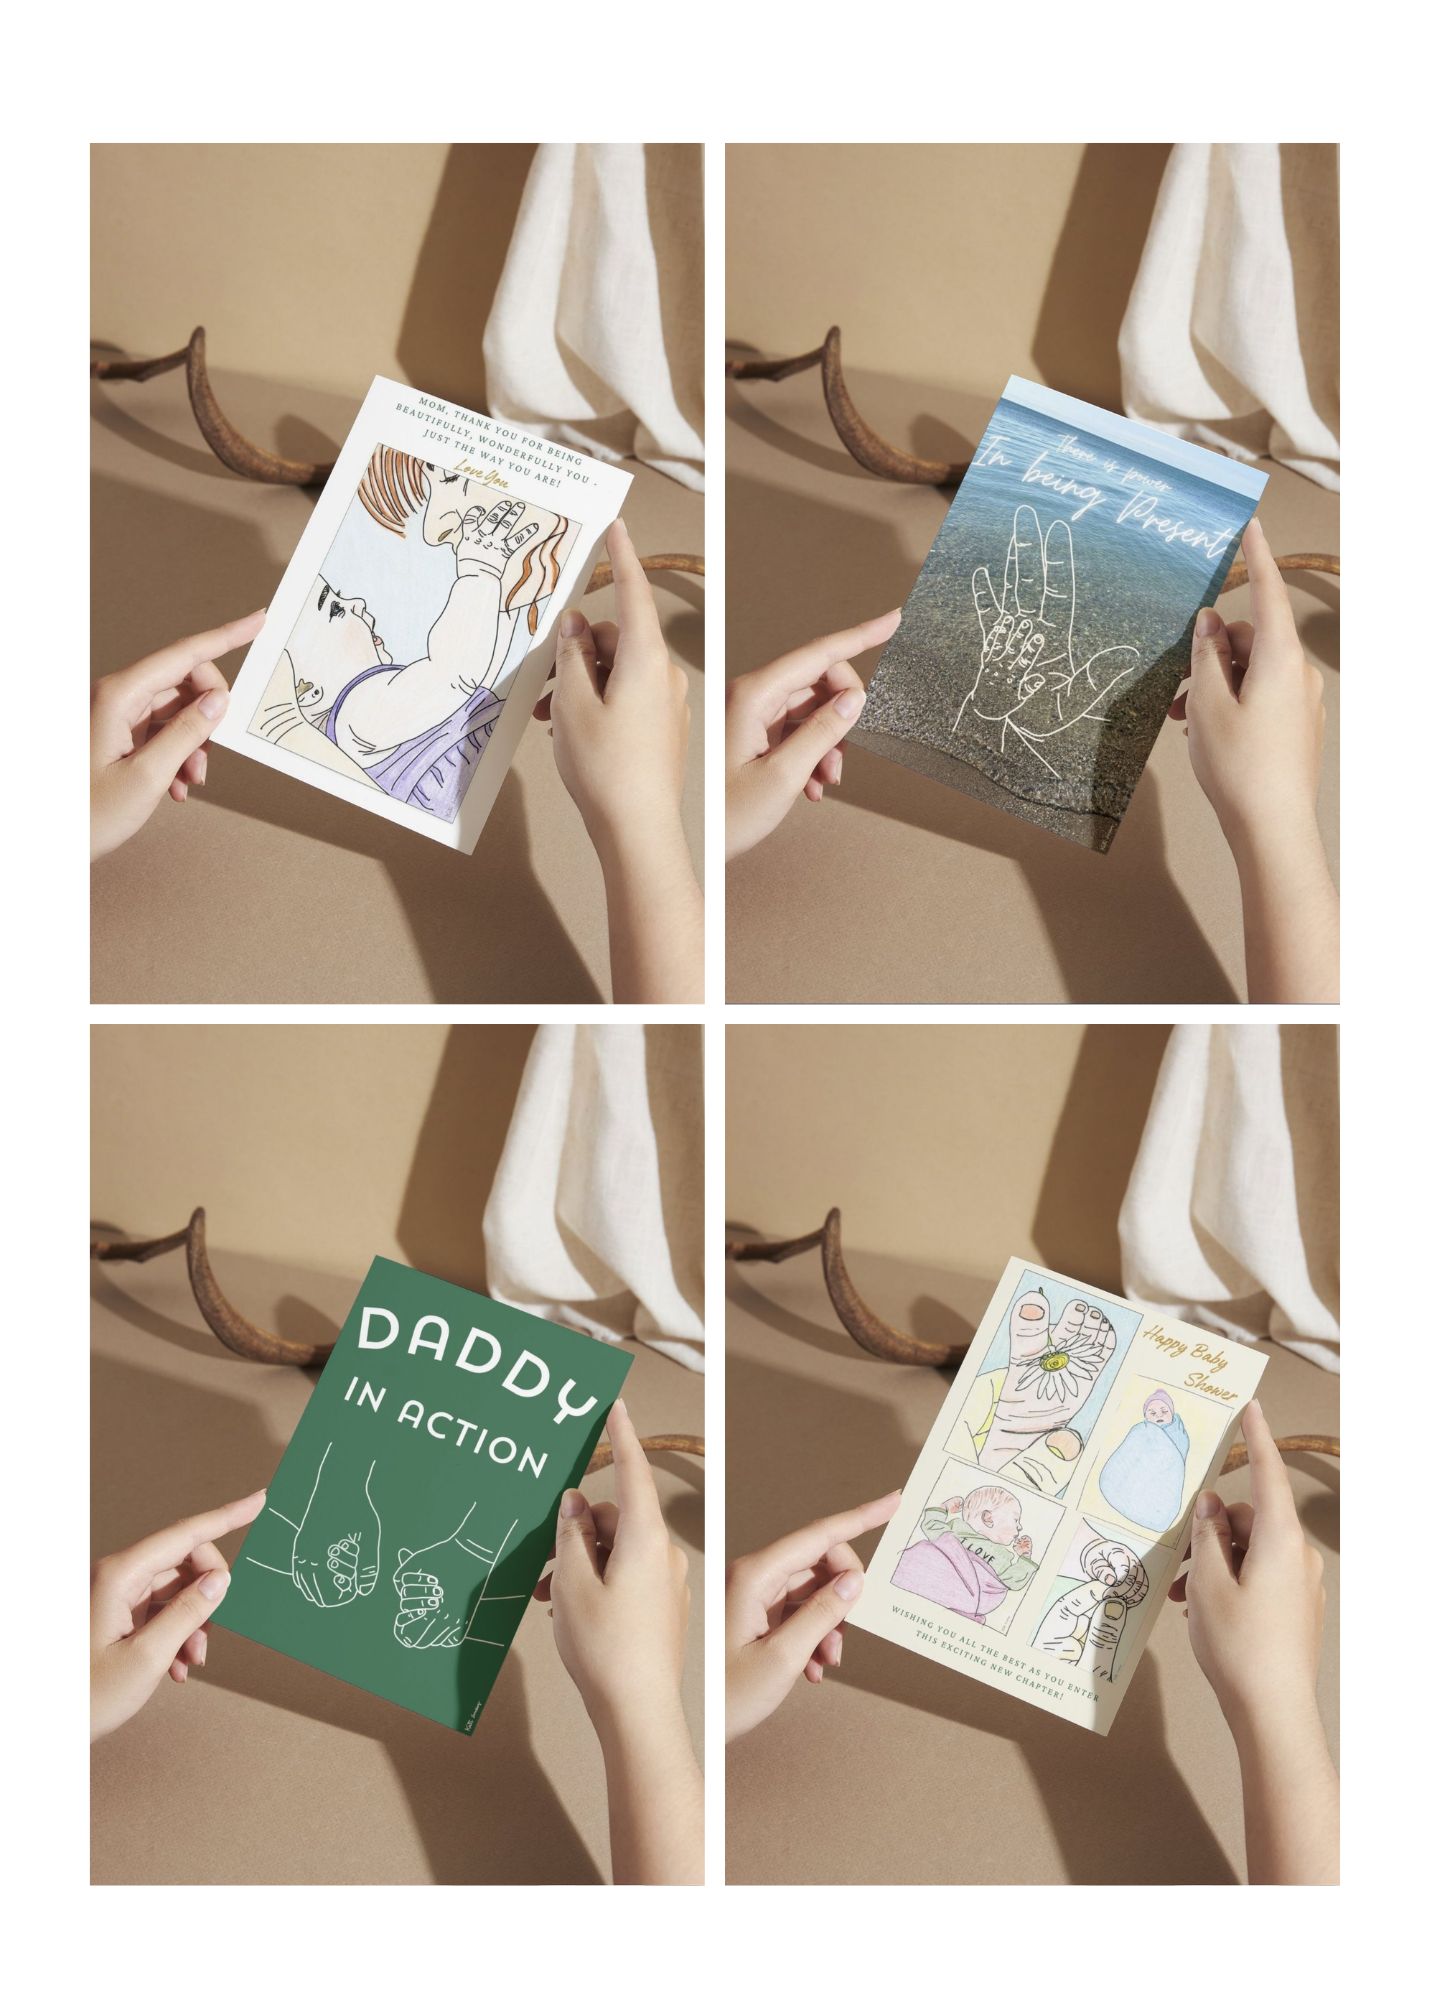 MOM, THANK YOU FOR BEING
BEAUTIFULLY, WONDERFULLY YOU -
JUST THE WAY YOU ARE!
Love You
There is power
In being Present
DADDY
IN ACTION
Happy Baby
Shower
LOVE
WISHING YOU ALL THE BEST AS YOU ENTER
THIS EXCITING NEW CHAPTER!